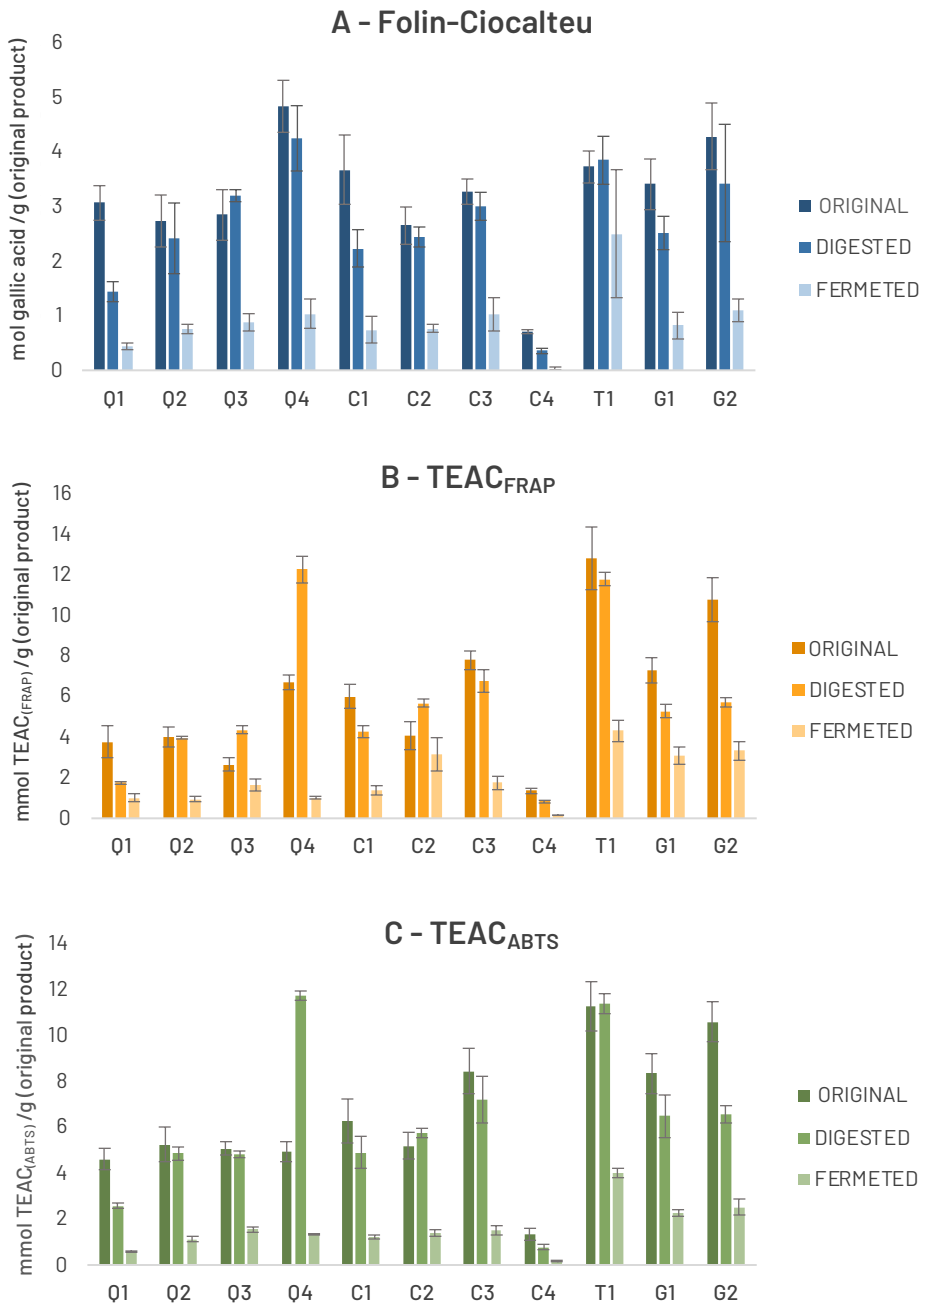 A - Folin-Ciocalteu
mol gallic acid /g (original product)
6
5
4
3
2
1
0
Q1 Q2 Q3 Q4 C1 C2 C3 C4 T1 G1 G2
ORIGINAL
DIGESTED
FERMETED
B - TEAC_FRAP
mmol TEAC_(FRAP) /g (original product)
16
14
12
10
8
6
4
2
0
Q1 Q2 Q3 Q4 C1 C2 C3 C4 T1 G1 G2
ORIGINAL
DIGESTED
FERMETED
C - TEAC_ABTS
mmol TEAC_(ABTS) /g (original product)
14
12
10
8
6
4
2
0
Q1 Q2 Q3 Q4 C1 C2 C3 C4 T1 G1 G2
ORIGINAL
DIGESTED
FERMETED